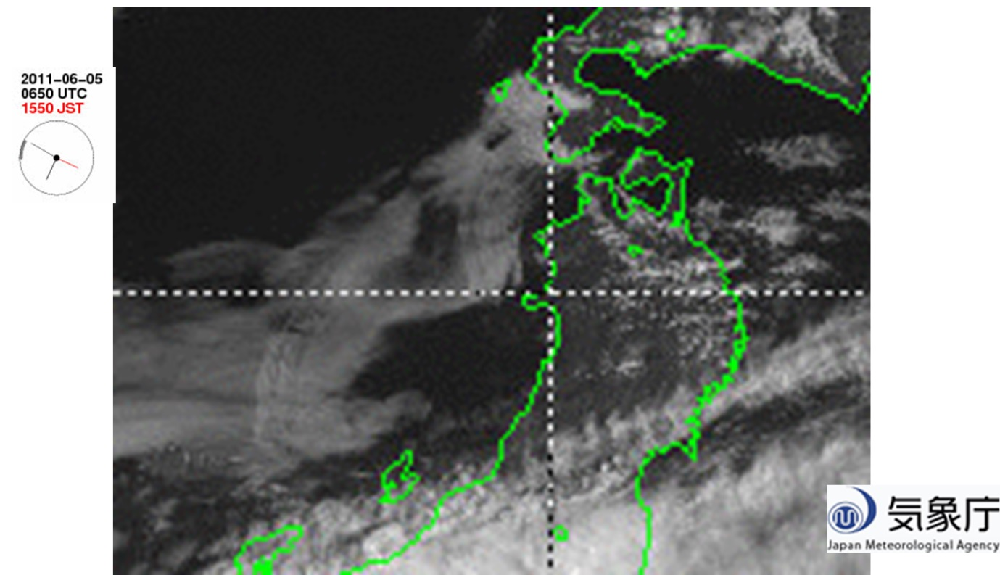 2011-06-05
0650 UTC
1550 JST
気象庁
Japan Meteorological Agency